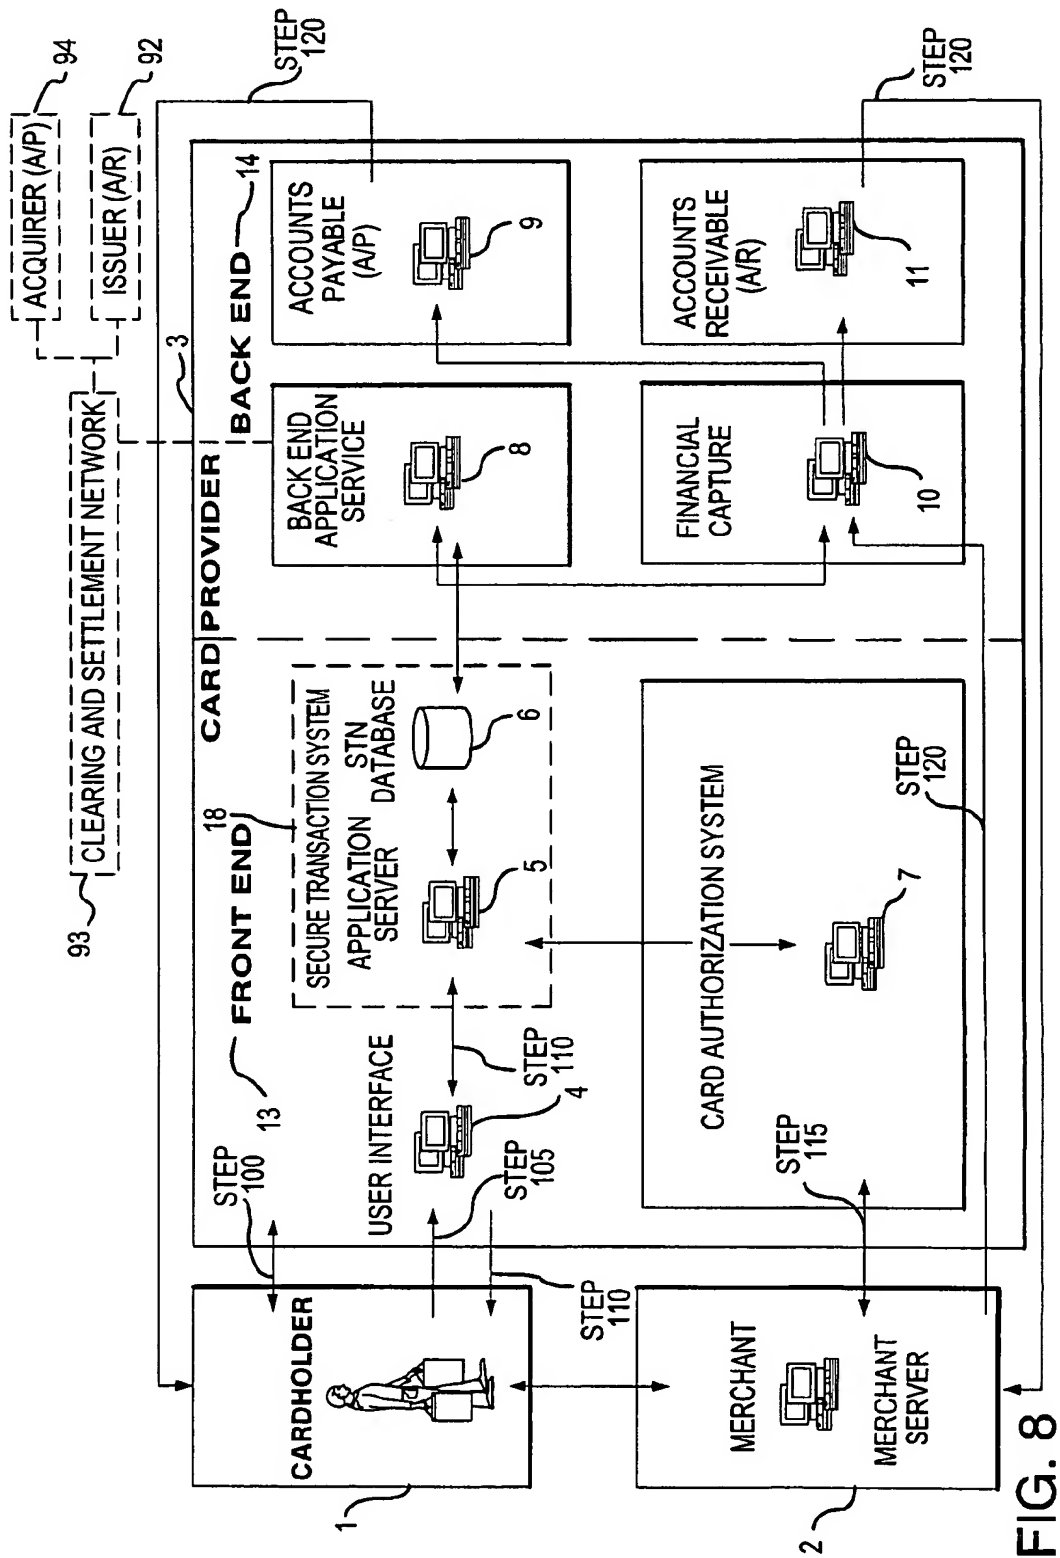 CARDHOLDER
1
MERCHANT
MERCHANT
SERVER
2
STEP
100
STEP
105
STEP
110
STEP
115
CARD PROVIDER
3
13
FRONT END
USER INTERFACE
4
STEP
110
18
SECURE TRANSACTION SYSTEM
APPLICATION
SERVER
5
STN
DATABASE
6
CARD AUTHORIZATION SYSTEM
7
STEP
120
BACK END
14
BACK END
APPLICATION
SERVICE
8
FINANCIAL
CAPTURE
10
ACCOUNTS
PAYABLE
(A/P)
9
ACCOUNTS
RECEIVABLE
(A/R)
11
STEP
120
STEP
120
93
CLEARING AND SETTLEMENT NETWORK
ACQUIRER (A/P)
94
ISSUER (A/R)
92
FIG. 8